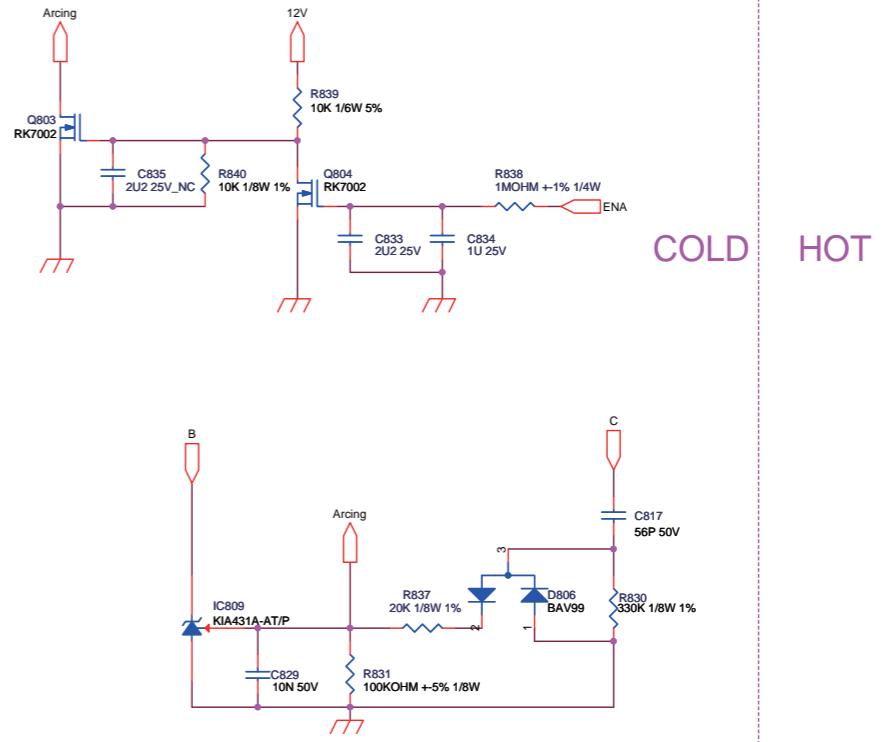 Arcing
12V
R839
10K 1/6W 5%
Q803
RK7002
C835
2U2 25V_NC
R840
10K 1/8W 1%
Q804
RK7002
R838
1MOHM +-1% 1/4W
ENA
C833
2U2 25V
C834
1U 25V
COLD
HOT
B
C
Arcing
C817
56P 50V
3
IC809
KIA431A-AT/P
R837
20K 1/8W 1%
2
1
D806
BAV99
R830
330K 1/8W 1%
C829
10N 50V
R831
100KOHM +-5% 1/8W